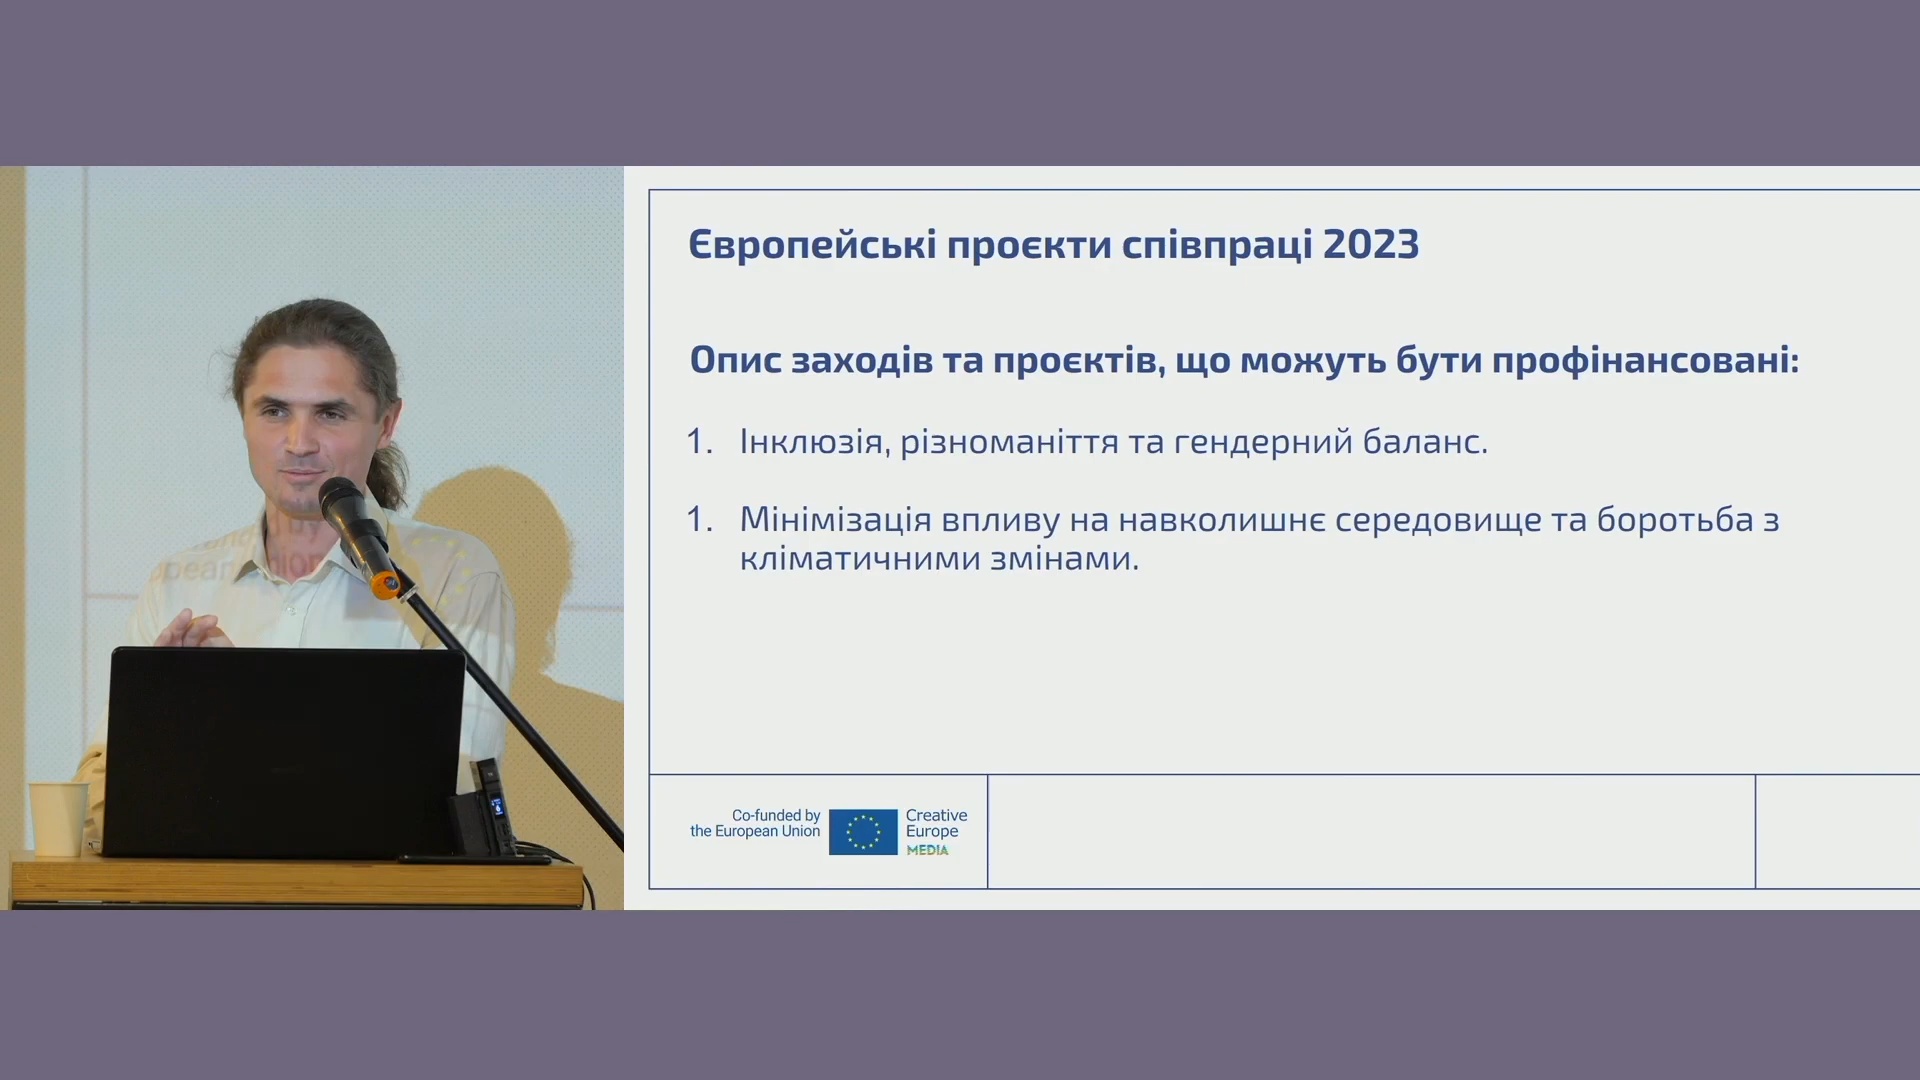 Європейські проєкти співпраці 2023
Опис заходів та проєктів, що можуть бути профінансовані:
1. Інклюзія, різноманіття та гендерний баланс.
1. Мінімізація впливу на навколишнє середовище та боротьба з
кліматичними змінами.
Co-funded by
the European Union
Creative
Europe
MEDIA